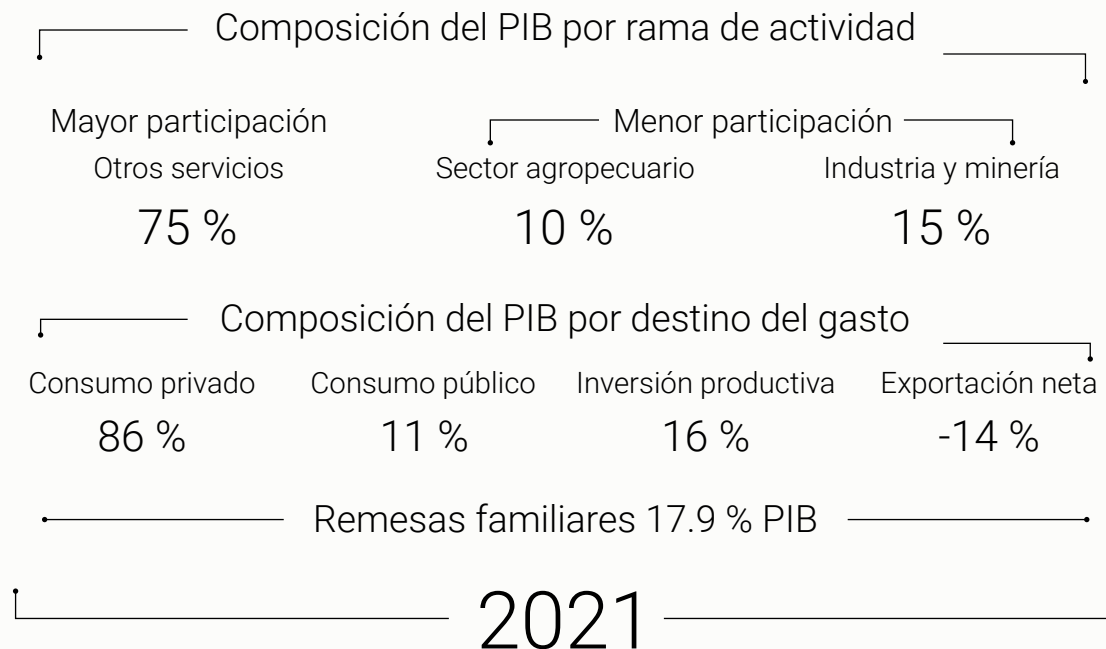 Composición del PIB por rama de actividad
Mayor participación
Otros servicios
75 %
Menor participación
Sector agropecuario
10 %
Industria y minería
15 %
Composición del PIB por destino del gasto
Consumo privado
86 %
Consumo público
11 %
Inversión productiva
16 %
Exportación neta
-14 %
Remesas familiares 17.9 % PIB
2021